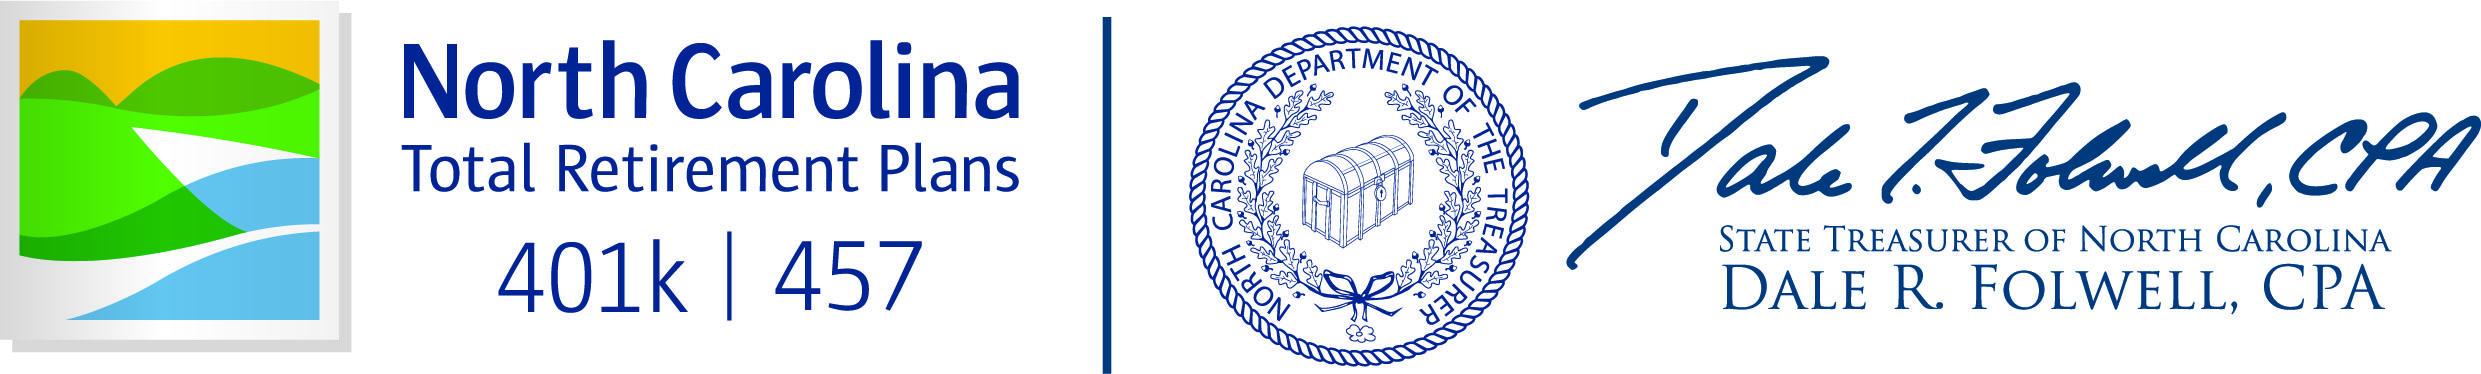 North Carolina
Total Retirement Plans
401k | 457
NORTH CAROLINA DEPARTMENT OF THE TREASURER
Dale R. Folwell, CPA
STATE TREASURER OF NORTH CAROLINA
DALE R. FOLWELL, CPA